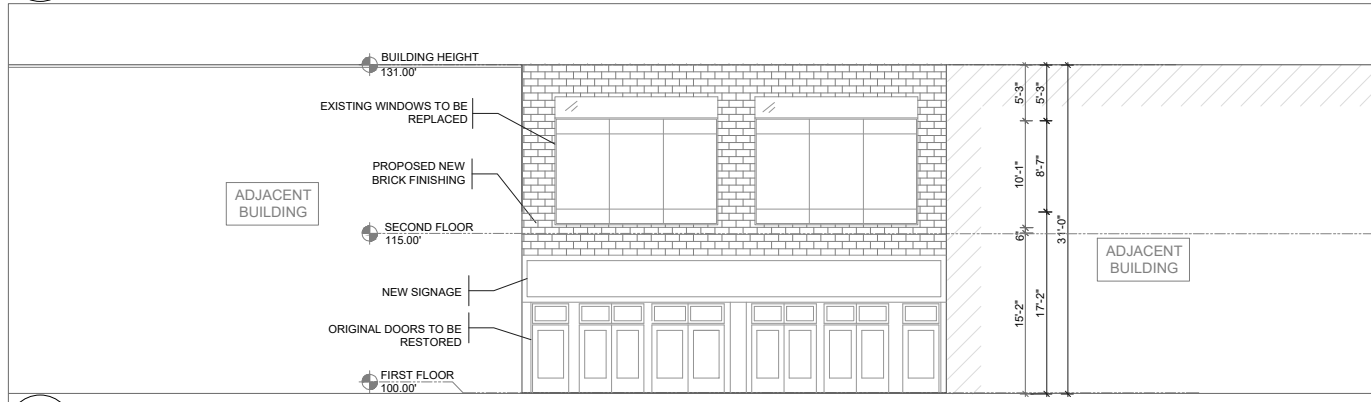 BUILDING HEIGHT
131.00'
EXISTING WINDOWS TO BE
REPLACED
PROPOSED NEW
BRICK FINISHING
ADJACENT
BUILDING
SECOND FLOOR
115.00'
NEW SIGNAGE
ORIGINAL DOORS TO BE
RESTORED
FIRST FLOOR
100.00'
5'-3"
5'-3"
10'-1"
8'-7"
6"
31'-0"
15'-2"
17'-2"
ADJACENT
BUILDING